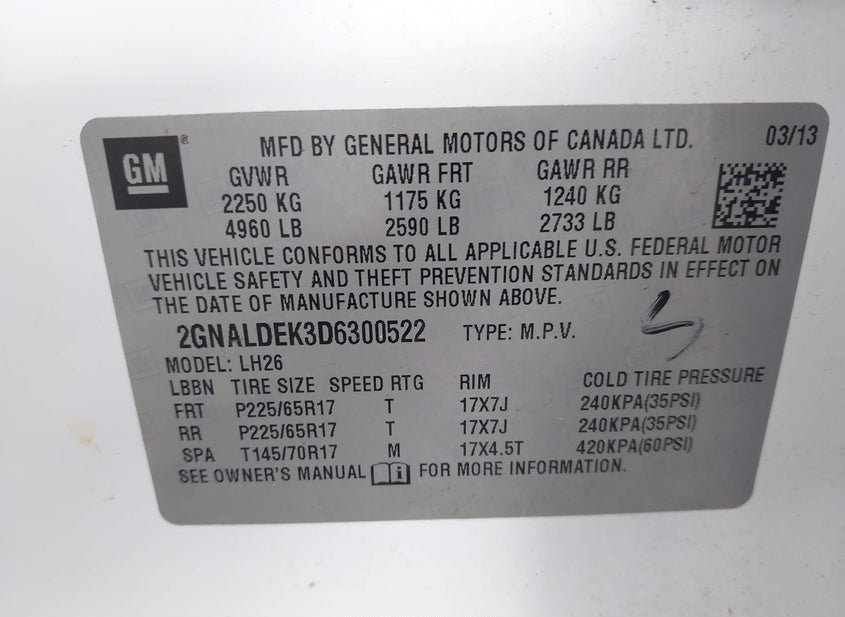 GM®
MFD BY GENERAL MOTORS OF CANADA LTD. 03/13
GVWR GAWR FRT GAWR RR
2250 KG 1175 KG 1240 KG
4960 LB 2590 LB 2733 LB
THIS VEHICLE CONFORMS TO ALL APPLICABLE U.S. FEDERAL MOTOR
VEHICLE SAFETY AND THEFT PREVENTION STANDARDS IN EFFECT ON
THE DATE OF MANUFACTURE SHOWN ABOVE.
2GNALDEK3D6300522 TYPE: M.P.V.
MODEL: LH26
LBBN TIRE SIZE SPEED RTG RIM COLD TIRE PRESSURE
FRT P225/65R17 T 17X7J 240KPA(35PSI)
RR P225/65R17 T 17X7J 240KPA(35PSI)
SPA T145/70R17 M 17X4.5T 420KPA(60PSI)
SEE OWNER'S MANUAL FOR MORE INFORMATION.